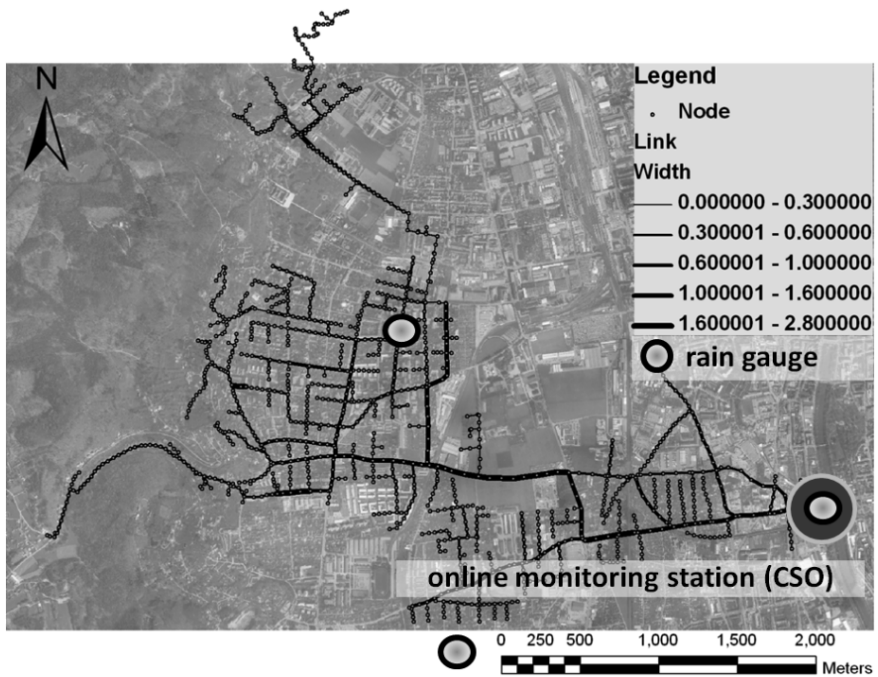 N
Legend
Node
Link
Width
0.000000 - 0.300000
0.300001 - 0.600000
0.600001 - 1.000000
1.000001 - 1.600000
1.600001 - 2.800000
rain gauge
online monitoring station (CSO)
0 250 500 1,000 1,500 2,000
Meters